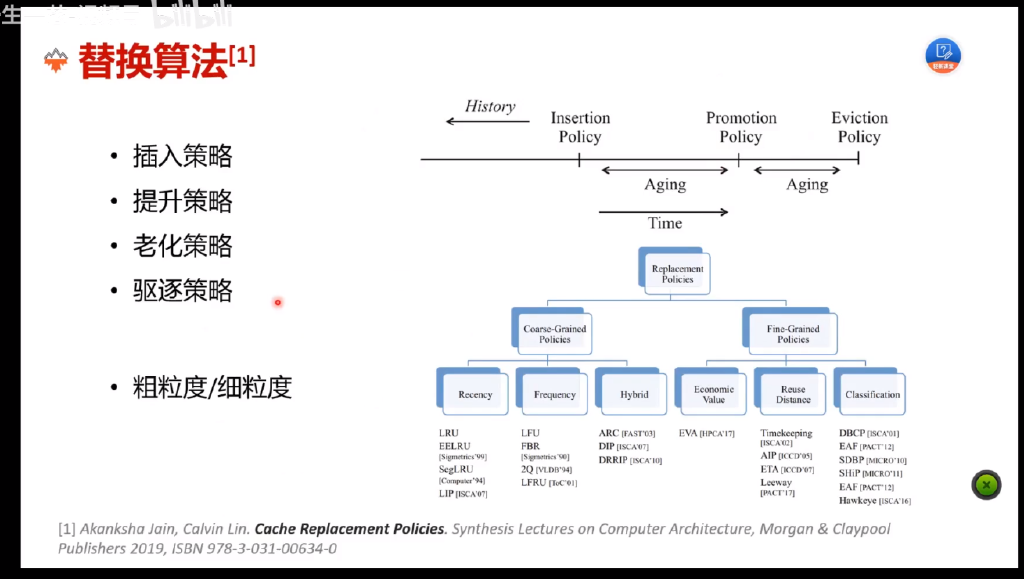 bilibili
替换算法[1]
• 插入策略
• 提升策略
• 老化策略
• 驱逐策略
• 粗粒度/细粒度
History
Insertion
Policy
Promotion
Policy
Eviction
Policy
Aging
Aging
Time
Replacement
Policies
Coarse-Grained
Policies
Fine-Grained
Policies
Recency
Frequency
Hybrid
Economic
Value
Reuse
Distance
Classification
LRU
EELRU
[Sigmetrics'99]
SegLRU
[Computer'94]
LIP [ISCA'07]
LFU
FBR
[Sigmetrics'90]
2Q [VLDB'94]
LFRU [ToC'01]
ARC [FAST'03]
DIP [ISCA'07]
DRRIP [ISCA'10]
EVA [HPCA'17]
Timekeeping
[ISCA'02]
AIP [ICCD'05]
ETA [ICCD'07]
Leeway
[PACT'17]
DBCP [ISCA'01]
EAF [PACT'12]
SDBP [MICRO'10]
SHiP [MICRO'11]
EAF [PACT'12]
Hawkeye [ISCA'16]
[1] Akanksha Jain, Calvin Lin. Cache Replacement Policies. Synthesis Lectures on Computer Architecture, Morgan & Claypool
Publishers 2019, ISBN 978-3-031-00634-0